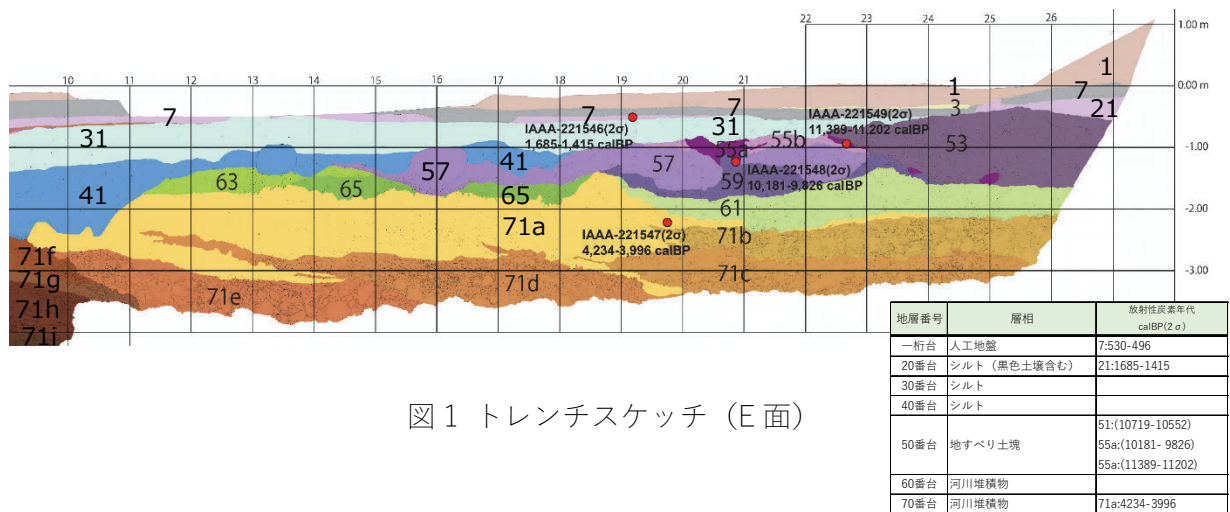 22 23 24 25 26 1.00 m
10 11 12 13 14 15 16 17 18 19 20 21 0.00 m
1
1
7
7
7
7
3
21
IAAA-221546(2σ)
1,685-1,415 calBP
IAAA-221549(2σ)
11,389-11,202 calBP
31
31
55b
55a
53
-1.00
41
57
57
59
IAAA-221548(2σ)
10,181-9,826 calBP
63
65
41
65
61
-2.00
71a
IAAA-221547(2σ)
4,234-3,996 calBP
71b
71f
71g
71c
-3.00
71e
71d
71h
71i
図1 トレンチスケッチ（E面）
地層番号 層相 放射性炭素年代
calBP(2σ)
一桁台 人工地盤 7:530-496
20番台 シルト（黒色土壌含む） 21:1685-1415
30番台 シルト
40番台 シルト
51:(10719-10552)
50番台 地すべり土塊 55a:(10181- 9826)
55a:(11389-11202)
60番台 河川堆積物
70番台 河川堆積物 71a:4234-3996